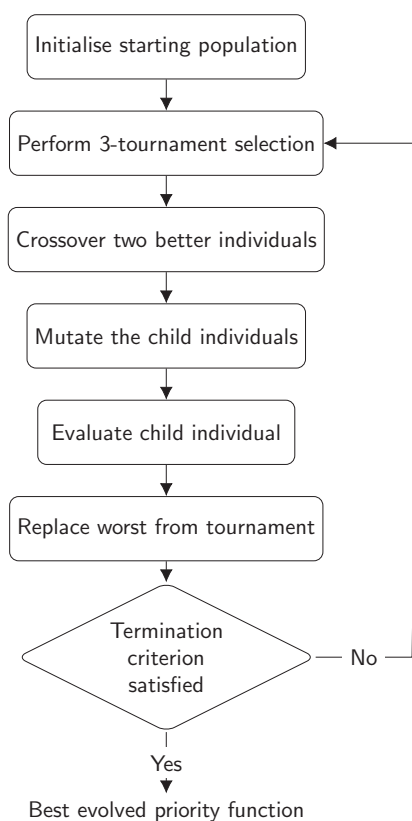 Initialise starting population
Perform 3-tournament selection
Crossover two better individuals
Mutate the child individuals
Evaluate child individual
Replace worst from tournament
Termination
criterion
satisfied
No
Yes
Best evolved priority function